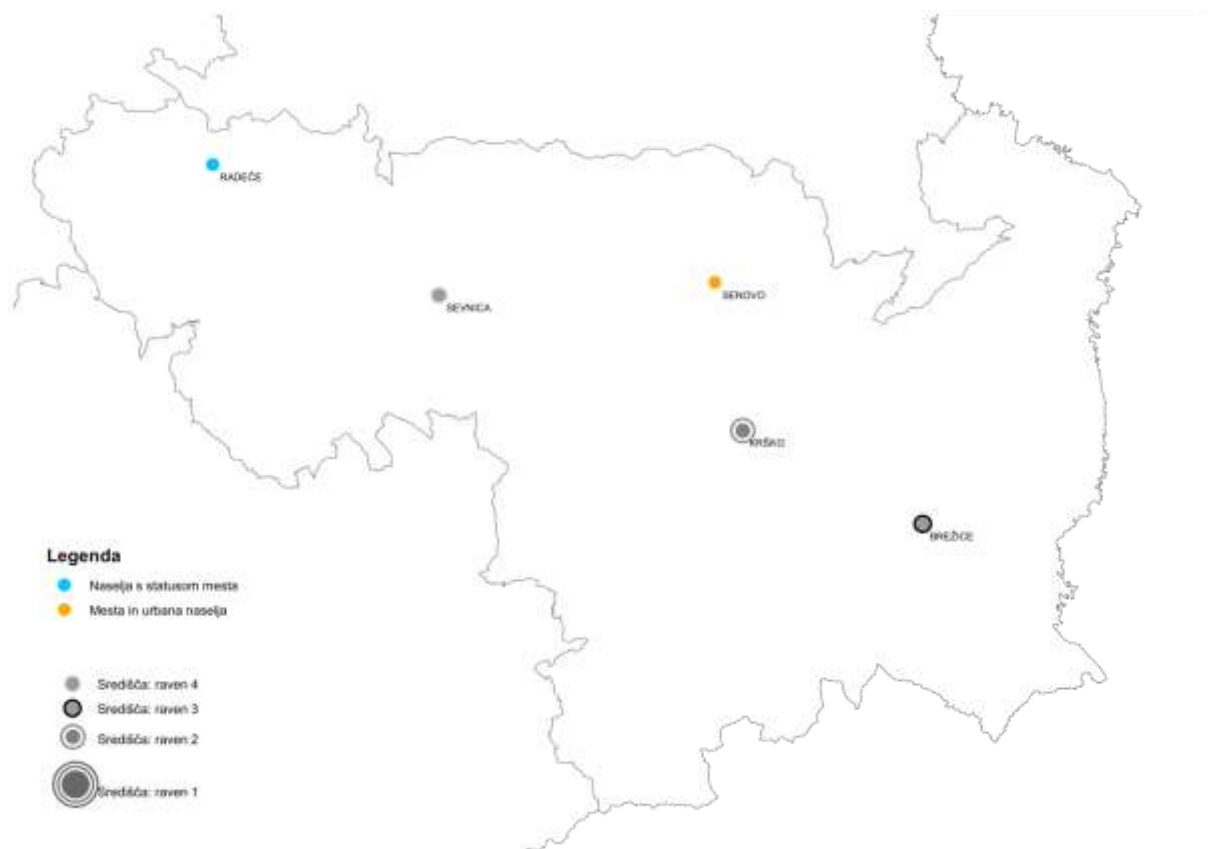 RADEČE
SENOVO
SEVNICA
KRŠKO
BREŽICE
Legenda
Naselja s statusom mesta
Mesta in urbana naselja
Središča: raven 4
Središča: raven 3
Središča: raven 2
Središča: raven 1